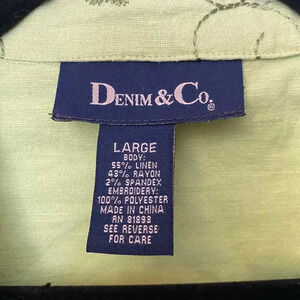 DENIM & CO.®
LARGE
BODY:
55% LINEN
43% RAYON
2% SPANDEX
EMBROIDERY:
100% POLYESTER
MADE IN CHINA
RN 81893
SEE REVERSE
FOR CARE